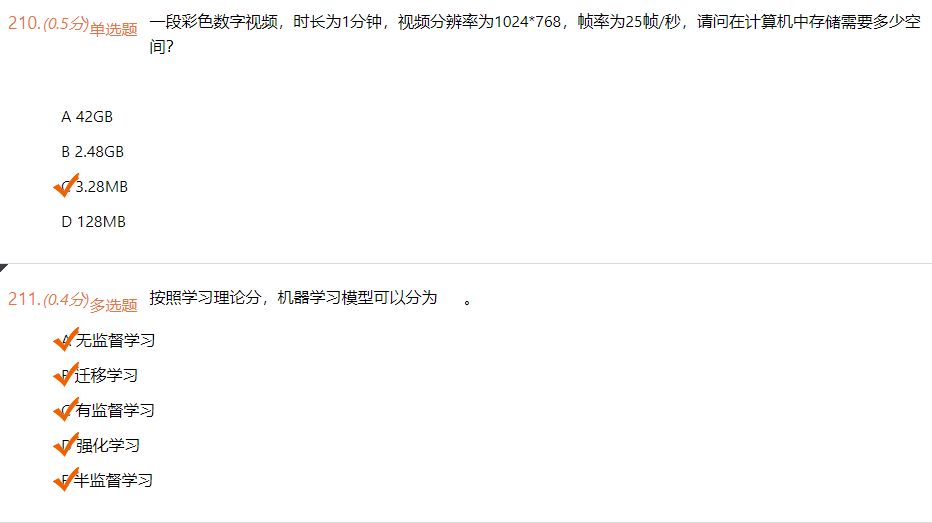 210.(0.5分)单选题 一段彩色数字视频，时长为1分钟，视频分辨率为1024*768，帧率为25帧/秒，请问在计算机中存储需要多少空
间？
A 42GB
B 2.48GB
C 3.28MB
D 128MB
211.(0.4分)多选题 按照学习理论分，机器学习模型可以分为 。
A 无监督学习
B 迁移学习
C 有监督学习
D 强化学习
E 半监督学习